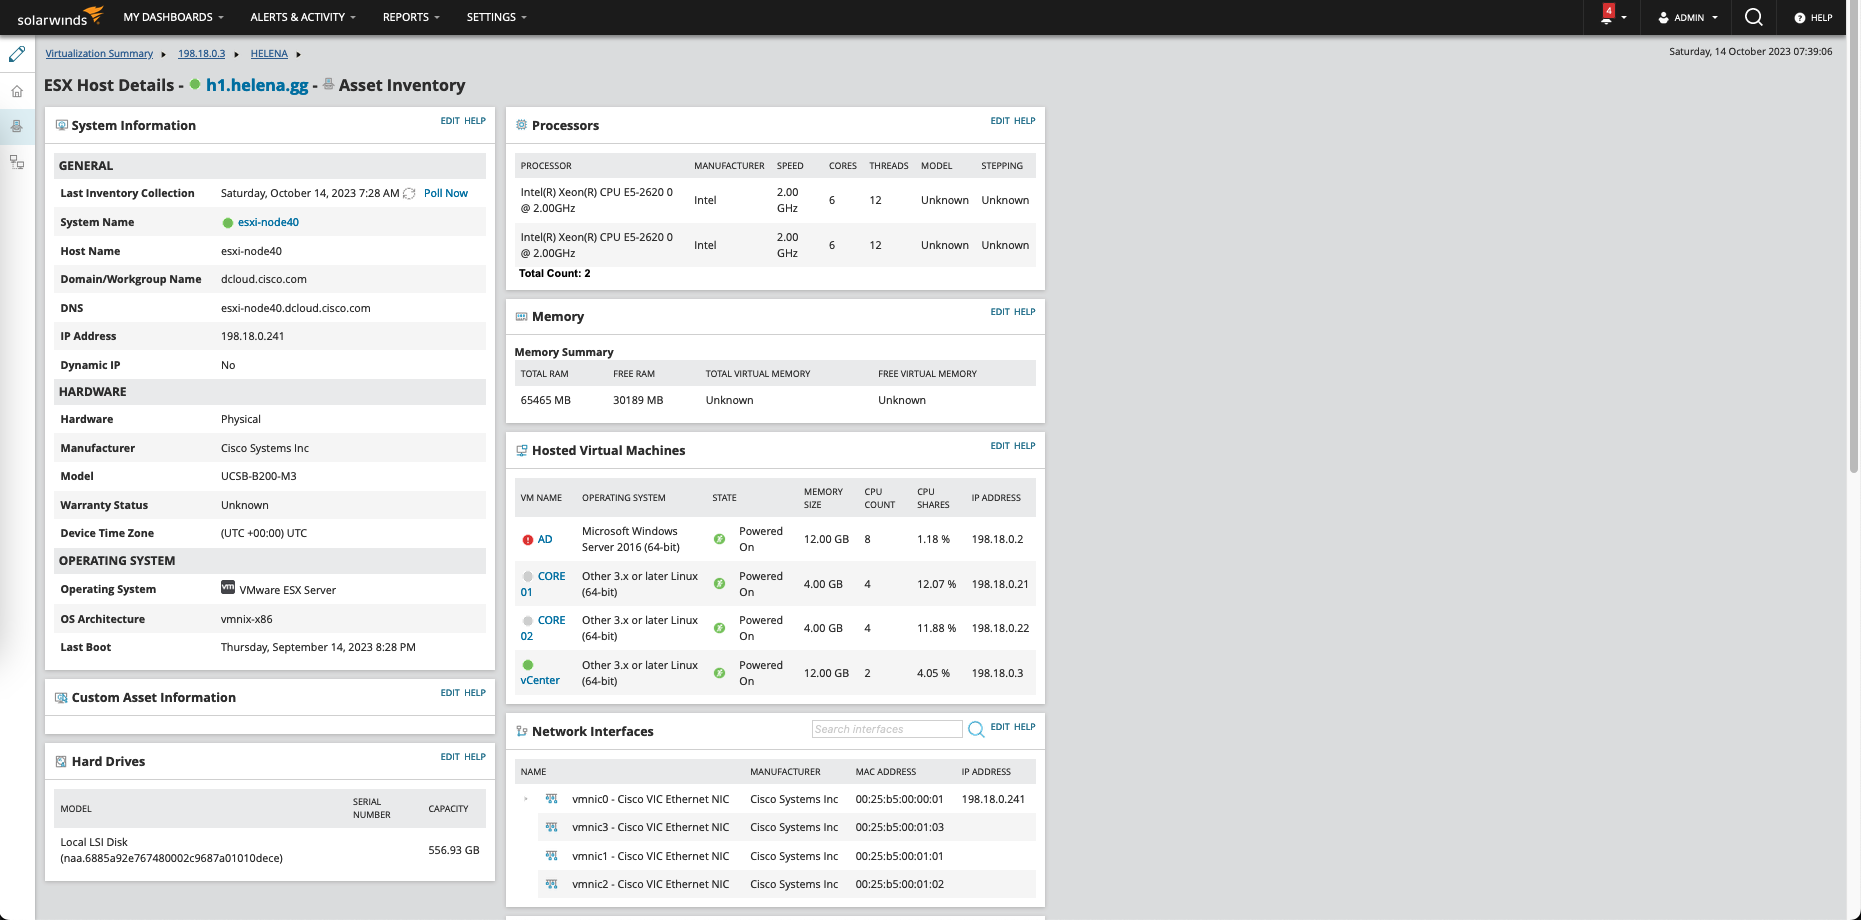 solarwinds MY DASHBOARDS ALERTS & ACTIVITY REPORTS SETTINGS 4 ADMIN HELP
Virtualization Summary 198.18.0.3 HELENA Saturday, 14 October 2023 07:39:06
ESX Host Details - h1.helena.gg - Asset Inventory
System Information EDIT HELP
GENERAL
Last Inventory Collection Saturday, October 14, 2023 7:28 AM Poll Now
System Name esxi-node40
Host Name esxi-node40
Domain/Workgroup Name dcloud.cisco.com
DNS esxi-node40.dcloud.cisco.com
IP Address 198.18.0.241
Dynamic IP No
HARDWARE
Hardware Physical
Manufacturer Cisco Systems Inc
Model UCSB-B200-M3
Warranty Status Unknown
Device Time Zone (UTC +00:00) UTC
OPERATING SYSTEM
Operating System vm VMware ESX Server
OS Architecture vmnix-x86
Last Boot Thursday, September 14, 2023 8:28 PM
Custom Asset Information EDIT HELP
Hard Drives EDIT HELP
MODEL SERIAL NUMBER CAPACITY
Local LSI Disk
(naa.6885a92e767480002c9687a01010dece) 556.93 GB
Processors EDIT HELP
PROCESSOR MANUFACTURER SPEED CORES THREADS MODEL STEPPING
Intel(R) Xeon(R) CPU E5-2620 0 @ 2.00GHz Intel 2.00 GHz 6 12 Unknown Unknown
Intel(R) Xeon(R) CPU E5-2620 0 @ 2.00GHz Intel 2.00 GHz 6 12 Unknown Unknown
Total Count: 2
Memory EDIT HELP
Memory Summary
TOTAL RAM FREE RAM TOTAL VIRTUAL MEMORY FREE VIRTUAL MEMORY
65465 MB 30189 MB Unknown Unknown
Hosted Virtual Machines EDIT HELP
VM NAME OPERATING SYSTEM STATE MEMORY SIZE CPU COUNT CPU SHARES IP ADDRESS
AD Microsoft Windows Server 2016 (64-bit) Powered On 12.00 GB 8 1.18 % 198.18.0.2
CORE 01 Other 3.x or later Linux (64-bit) Powered On 4.00 GB 4 12.07 % 198.18.0.21
CORE 02 Other 3.x or later Linux (64-bit) Powered On 4.00 GB 4 11.88 % 198.18.0.22
vCenter Other 3.x or later Linux (64-bit) Powered On 12.00 GB 2 4.05 % 198.18.0.3
Network Interfaces Search interfaces EDIT HELP
NAME MANUFACTURER MAC ADDRESS IP ADDRESS
vmnic0 - Cisco VIC Ethernet NIC Cisco Systems Inc 00:25:b5:00:00:01 198.18.0.241
vmnic3 - Cisco VIC Ethernet NIC Cisco Systems Inc 00:25:b5:00:01:03
vmnic1 - Cisco VIC Ethernet NIC Cisco Systems Inc 00:25:b5:00:01:01
vmnic2 - Cisco VIC Ethernet NIC Cisco Systems Inc 00:25:b5:00:01:02